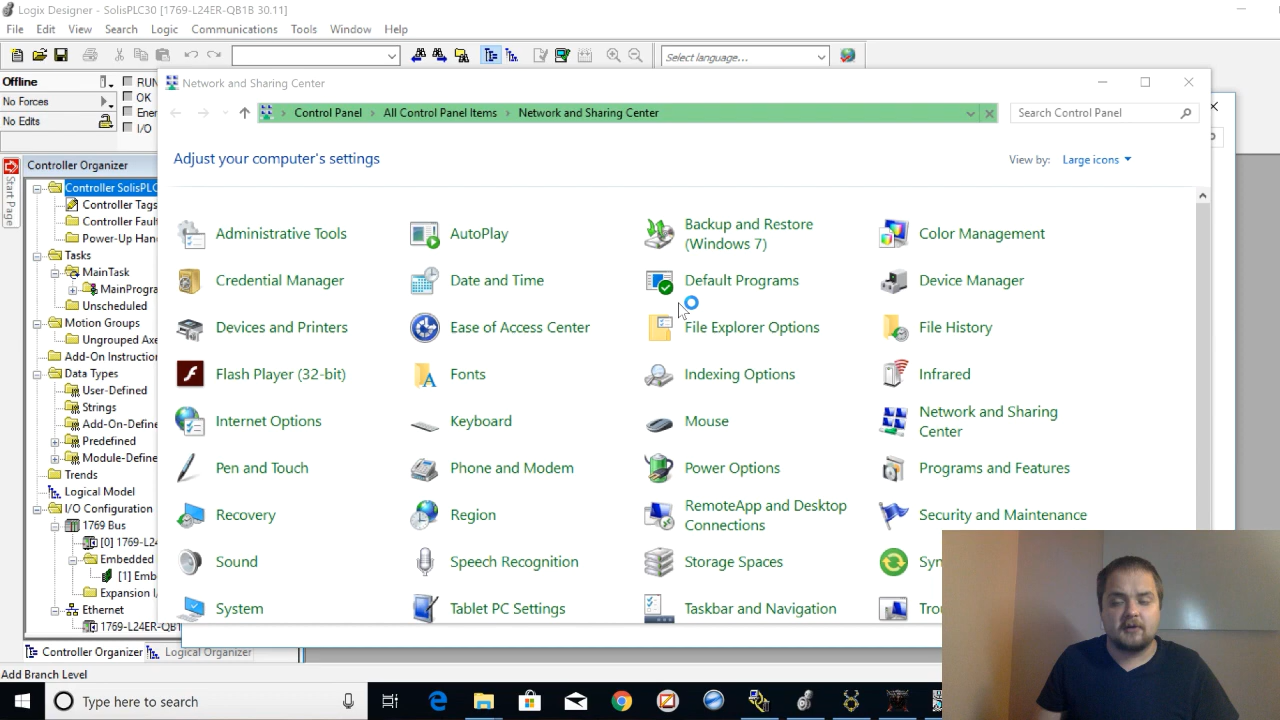 Logix Designer - SolisPLC30 [1769-L24ER-QB1B 30.11]
File Edit View Search Logic Communications Tools Window Help
Select language...
Offline
RUN
No Forces
OK
No Edits
I/O
Network and Sharing Center
Control Panel > All Control Panel Items > Network and Sharing Center
Search Control Panel
Adjust your computer's settings
View by: Large icons
Administrative Tools
AutoPlay
Backup and Restore
(Windows 7)
Color Management
Credential Manager
Date and Time
Default Programs
Device Manager
Devices and Printers
Ease of Access Center
File Explorer Options
File History
Flash Player (32-bit)
Fonts
Indexing Options
Infrared
Internet Options
Keyboard
Mouse
Network and Sharing
Center
Pen and Touch
Phone and Modem
Power Options
Programs and Features
Recovery
Region
RemoteApp and Desktop
Connections
Security and Maintenance
Sound
Speech Recognition
Storage Spaces
System
Tablet PC Settings
Taskbar and Navigation
Start Page
Controller Organizer
Controller SolisPLC
Controller Tags
Controller Fault
Power-Up Han
Tasks
MainTask
MainProgra
Unscheduled
Motion Groups
Ungrouped Axe
Add-On Instruction
Data Types
User-Defined
Strings
Add-On-Define
Predefined
Module-Define
Trends
Logical Model
I/O Configuration
1769 Bus
[0] 1769-L24
Embedded
[1] Emb
Expansion I
Ethernet
1769-L24ER-QB1
Controller Organizer
Logical Organizer
Add Branch Level
Type here to search